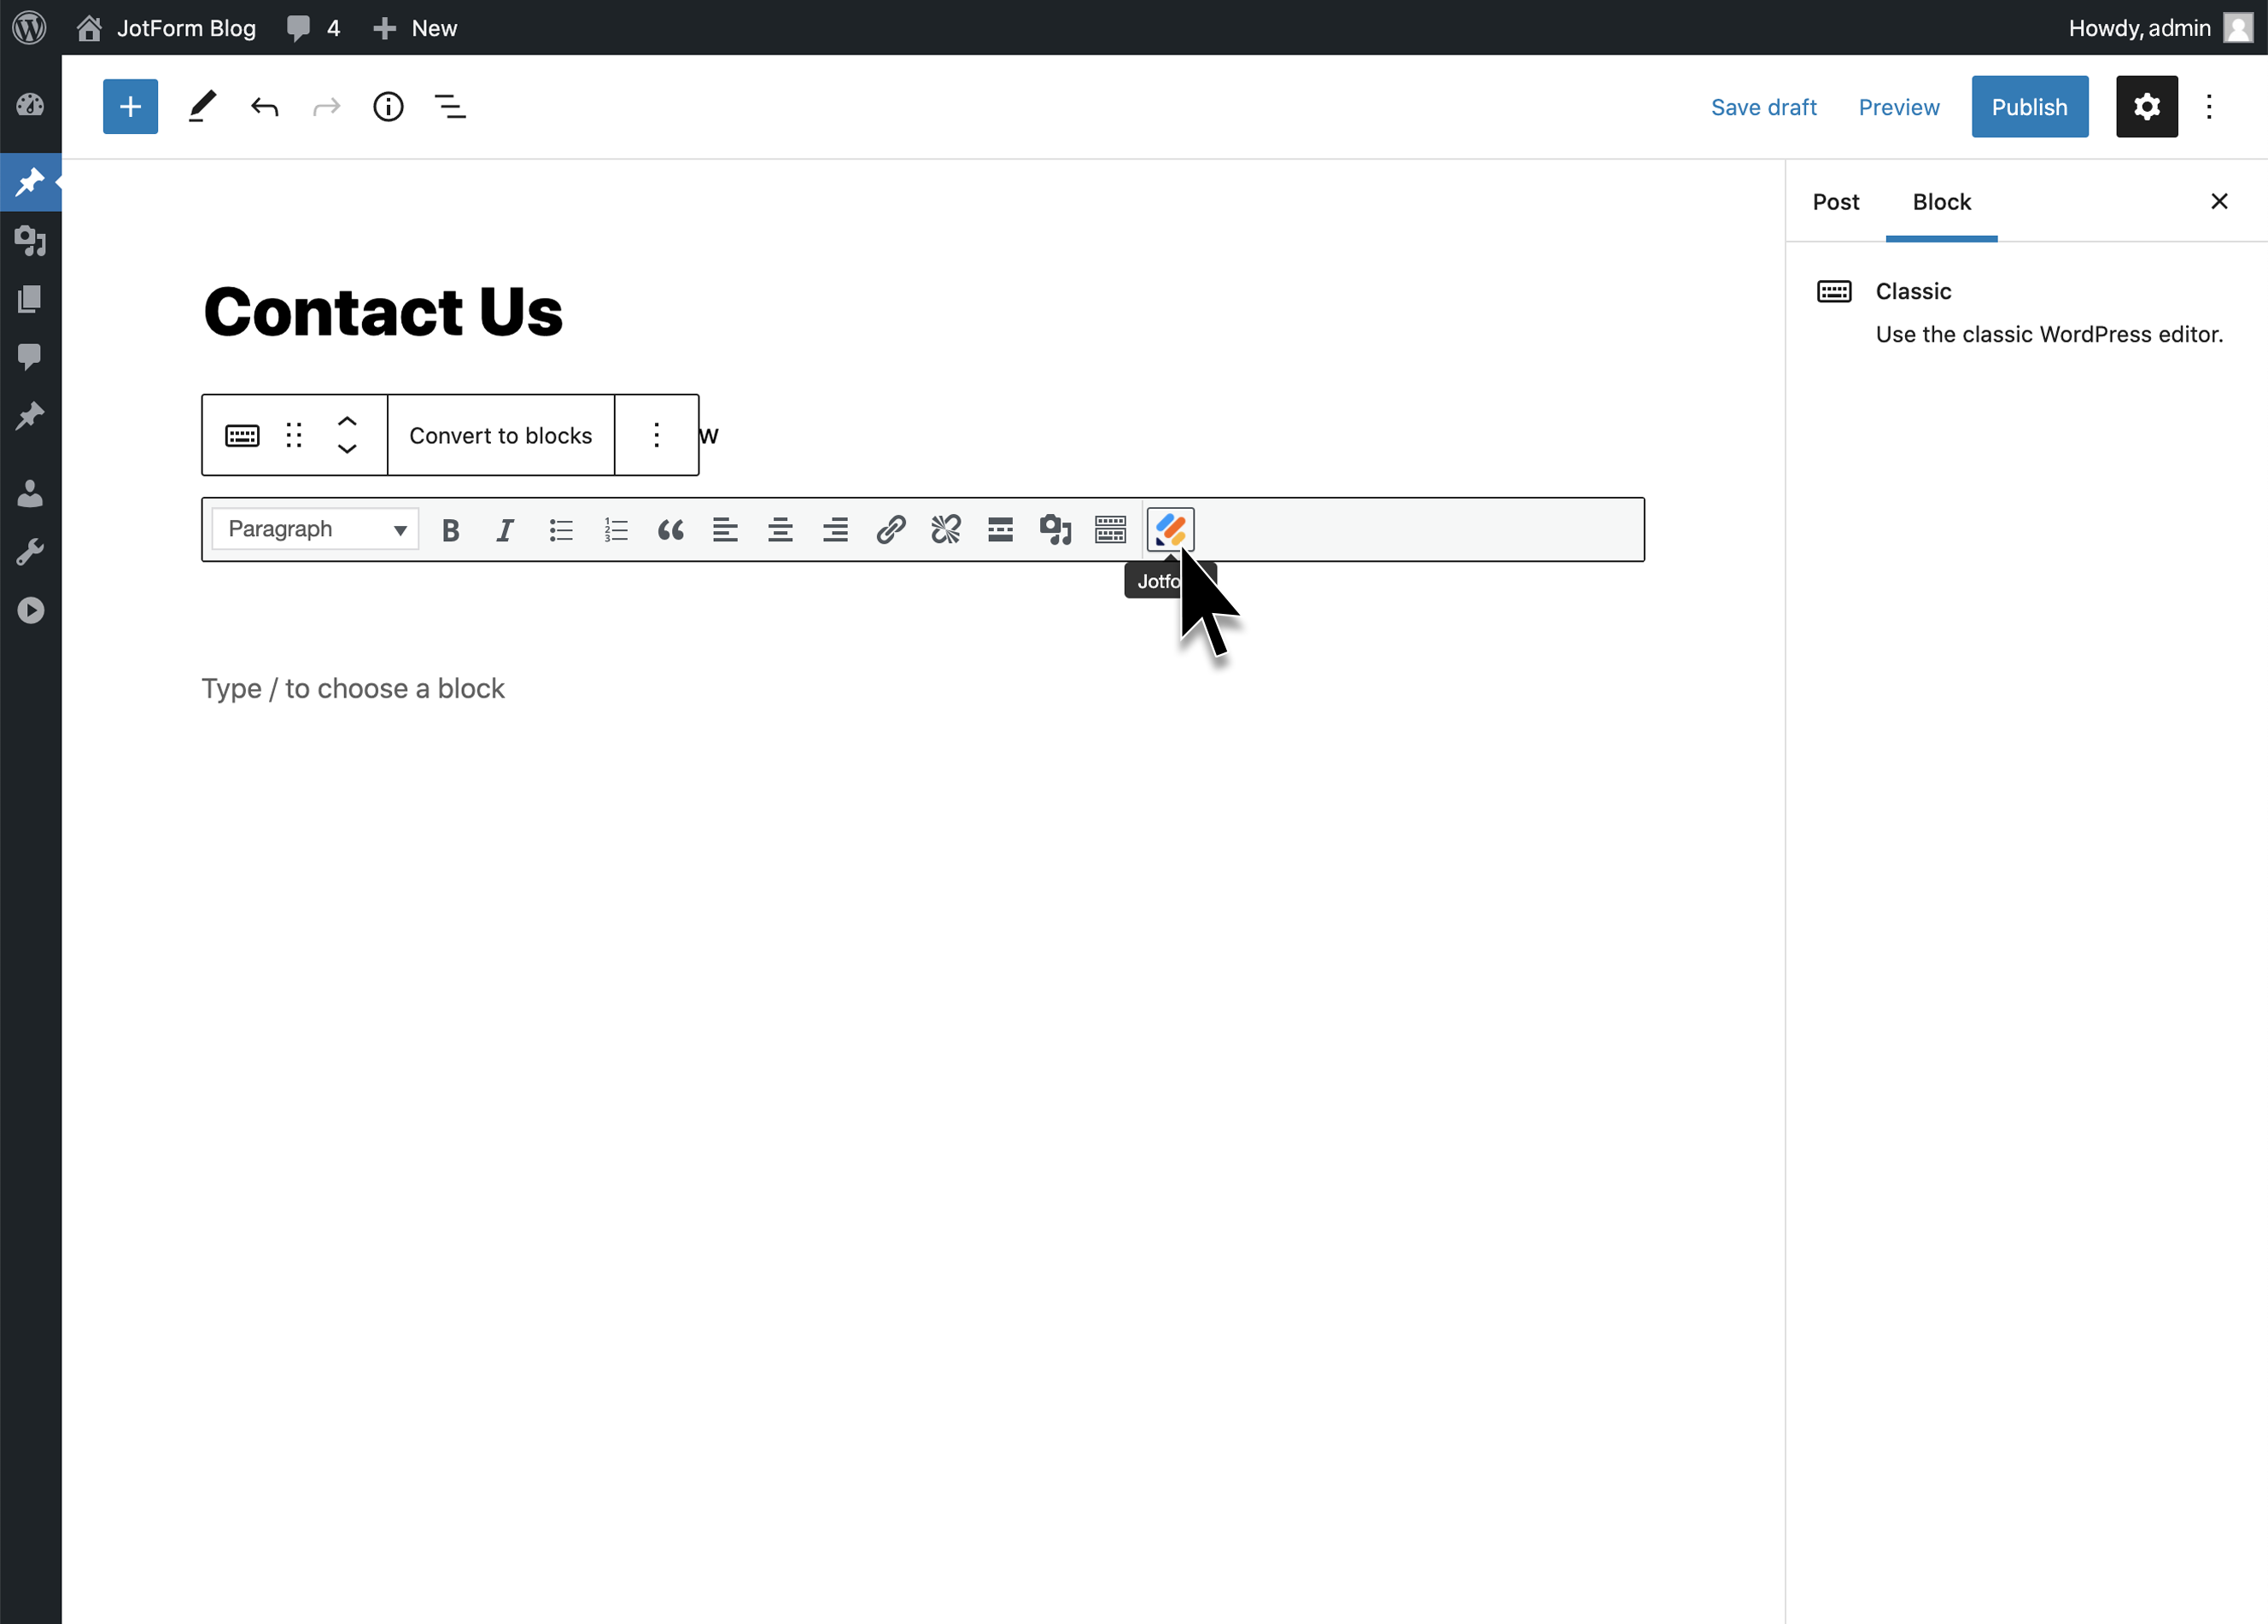 JotForm Blog 4 New Howdy, admin
Save draft Preview Publish
Post Block
Classic
Use the classic WordPress editor.
Contact Us
Convert to blocks w
Paragraph
Type / to choose a block